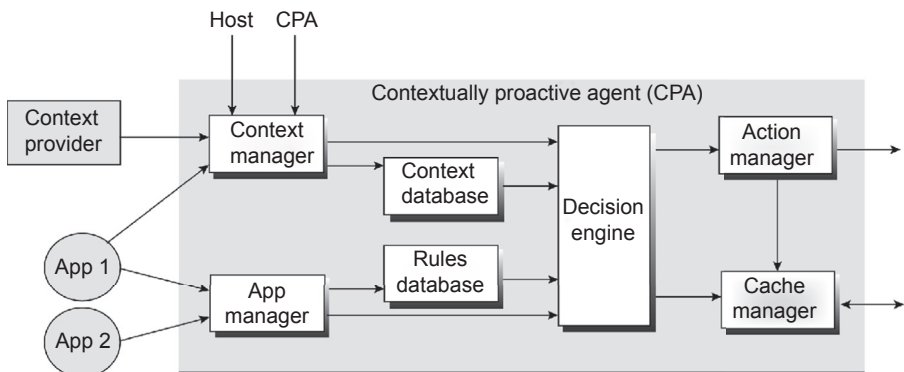 Host
CPA
Contextually proactive agent (CPA)
Context
provider
Context
manager
Action
manager
Context
database
Decision
engine
App 1
Rules
database
App
manager
Cache
manager
App 2